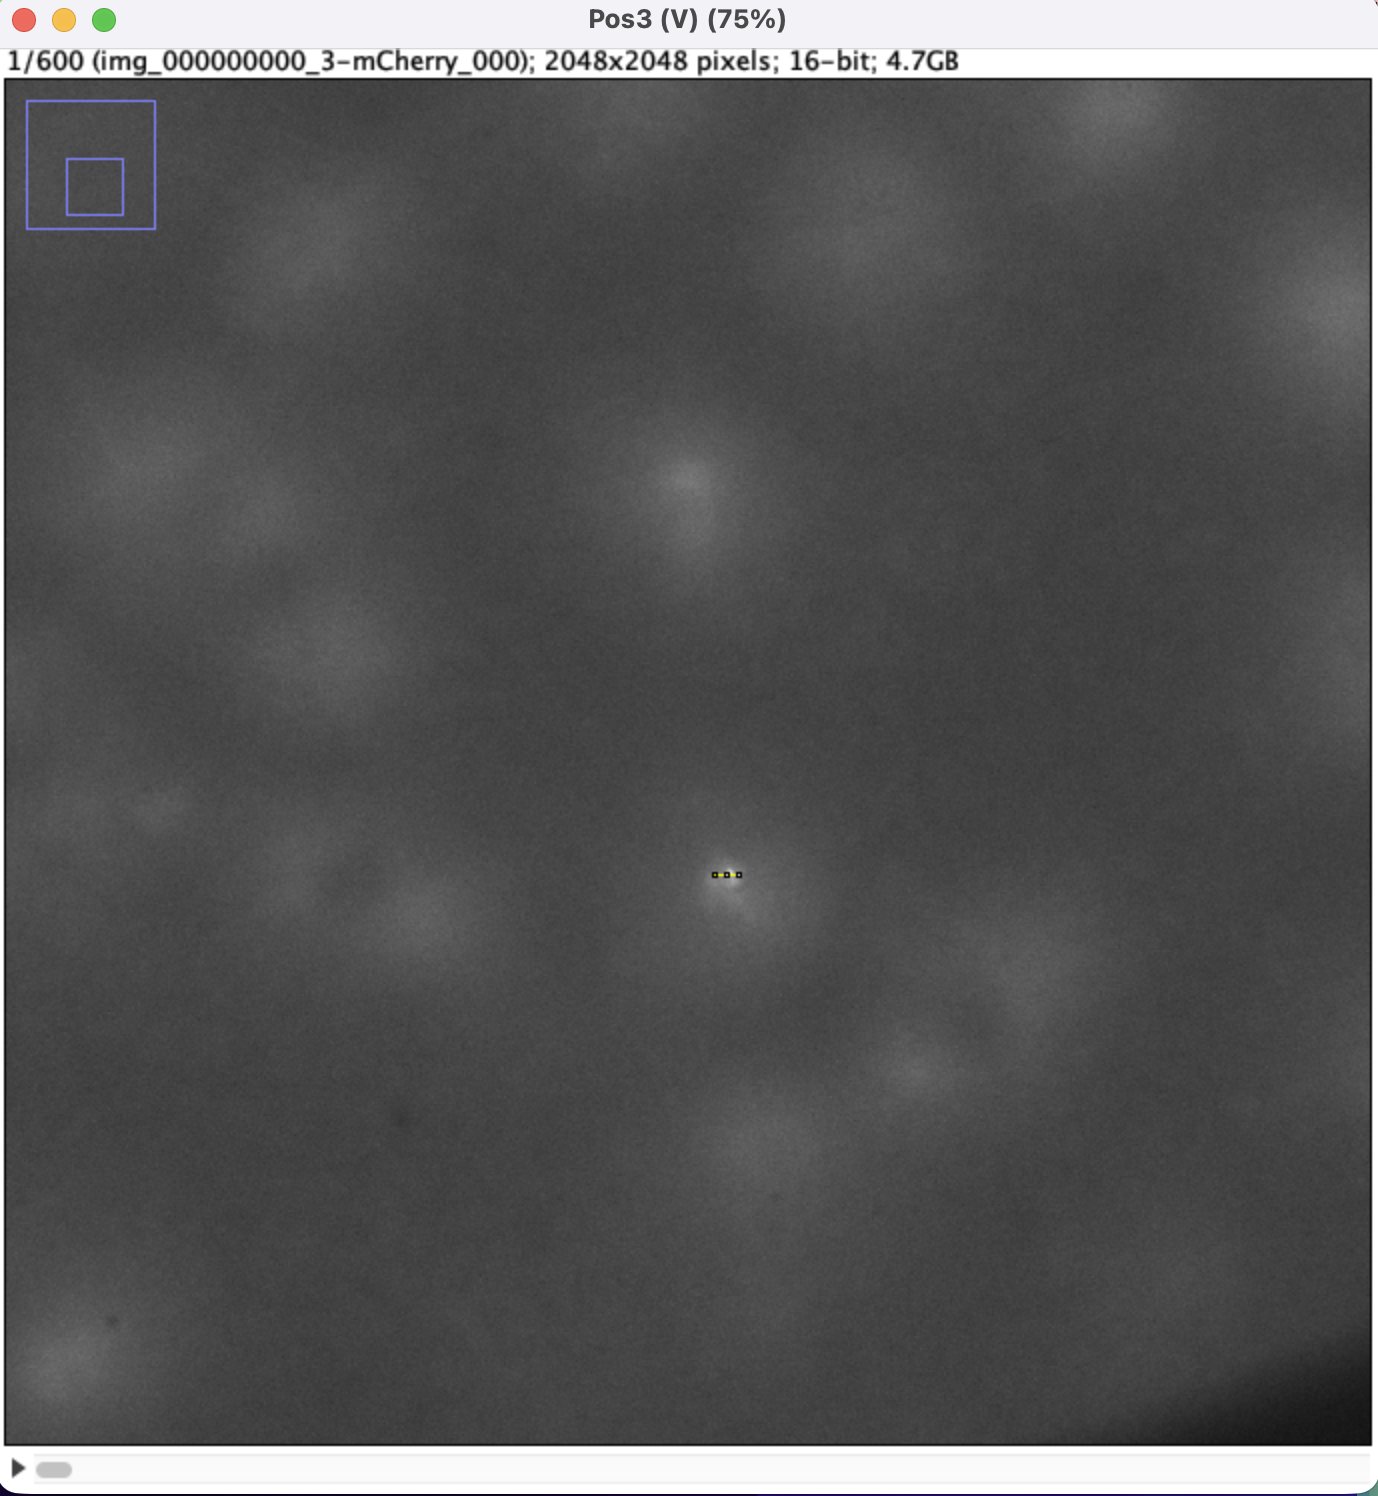 Pos3 (V) (75%)
1/600 (img_000000000_3-mCherry_000); 2048x2048 pixels; 16-bit; 4.7GB